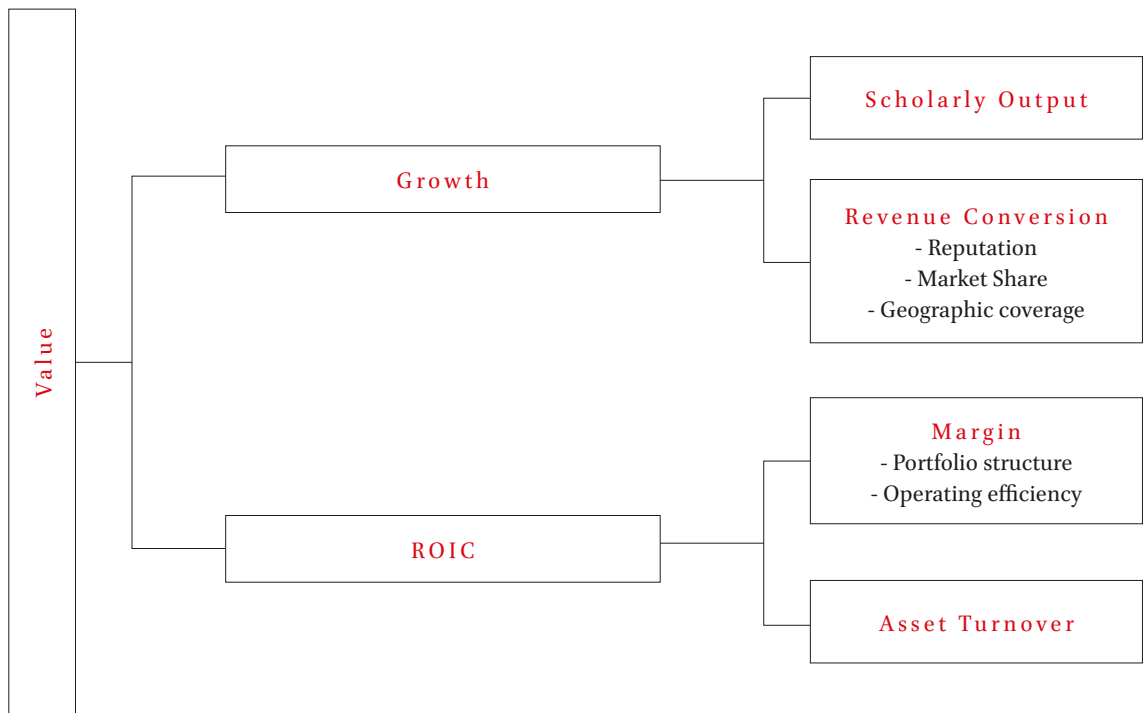 Value
Growth
Scholarly Output
Revenue Conversion
- Reputation
- Market Share
- Geographic coverage
ROIC
Margin
- Portfolio structure
- Operating efficiency
Asset Turnover